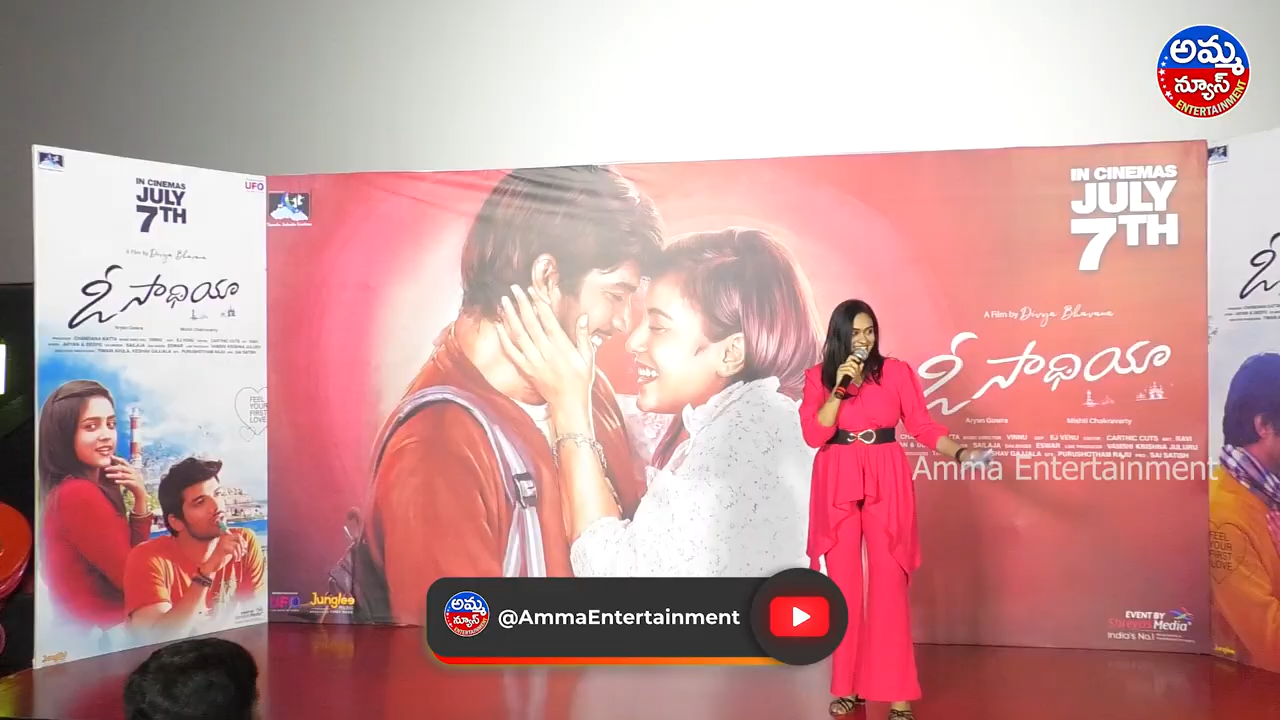 అమ్మ
న్యూస్
ENTERTAINMENT
IN CINEMAS
JULY
7TH
UFO
A Film by Divya Bhavana
ఓ సాథియా
Aryan Gowra
Mishti Chakravarty
FEEL
YOUR
FIRST
LOVE
IN CINEMAS
JULY
7TH
A Film by Divya Bhavana
ఓ సాథియా
Aryan Gowra
Mishti Chakravarty
VINNU
EJ VENU
CARTHIC CUTS
RAVI
SAILAJA
ESWAR
VAMSHI KRISHNA JULURU
GAJJALA
PURUSHOTHAM RAJU
SAI SATISH
Amma Entertainment
UFO
Junglee
MUSIC
అమ్మ
న్యూస్
ENTERTAINMENT
@AmmaEntertainment
EVENT BY
Shreyas Media
India's No.1
FEEL
YOUR
FIRST
LOVE